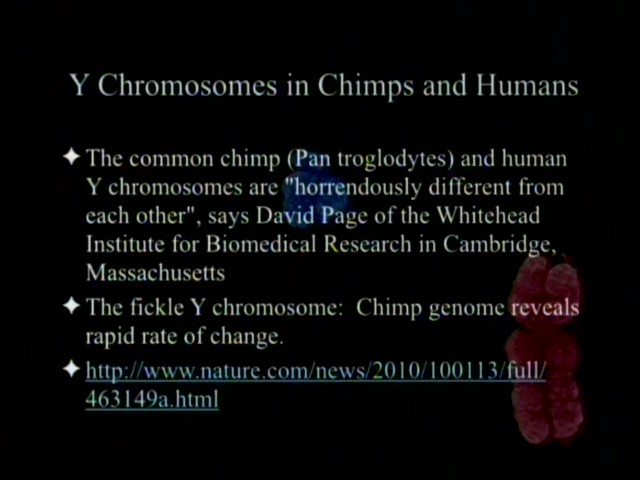 Y Chromosomes in Chimps and Humans
The common chimp (Pan troglodytes) and human
Y chromosomes are "horrendously different from
each other", says David Page of the Whitehead
Institute for Biomedical Research in Cambridge,
Massachusetts
The fickle Y chromosome:  Chimp genome reveals
rapid rate of change.
http://www.nature.com/news/2010/100113/full/
463149a.html